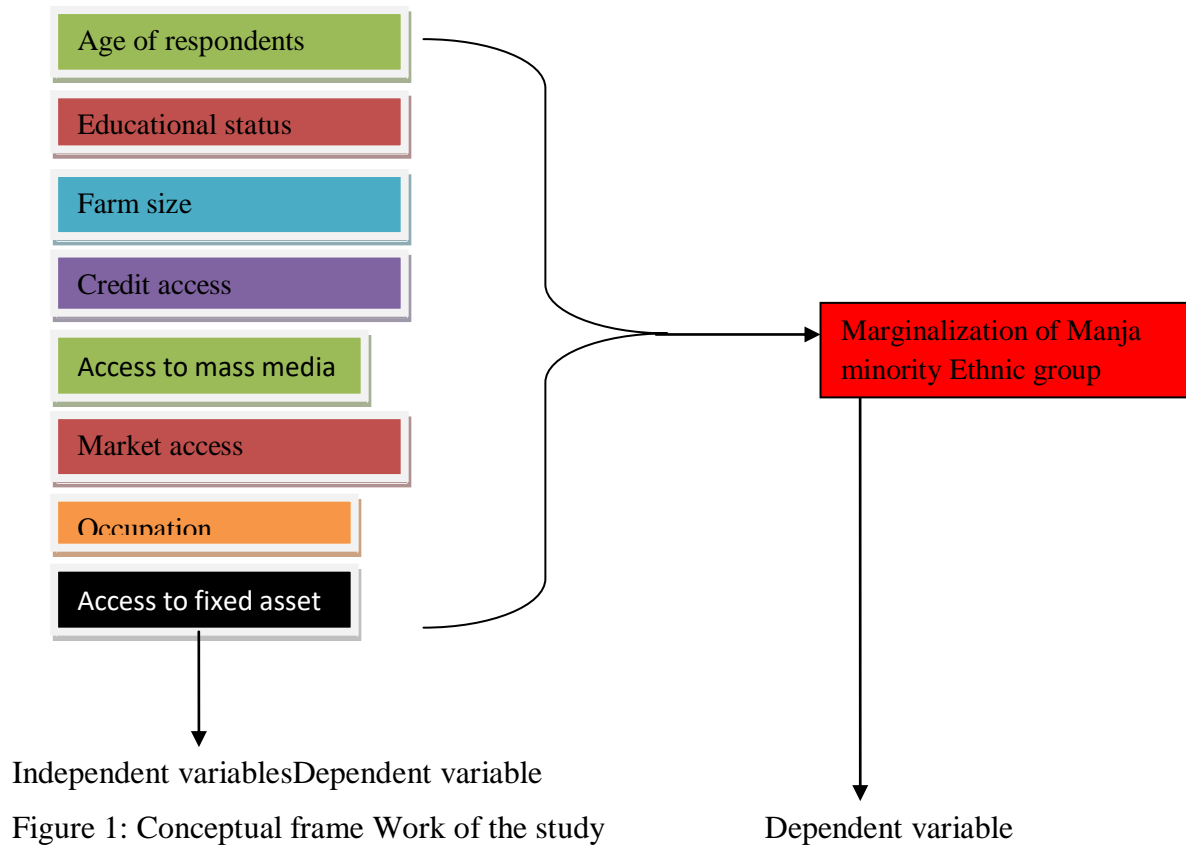 Age of respondents
Educational status
Farm size
Credit access
Access to mass media
Market access
Occupation
Access to fixed asset
Marginalization of Manja
minority Ethnic group
Independent variablesDependent variable
Figure 1: Conceptual frame Work of the study
Dependent variable